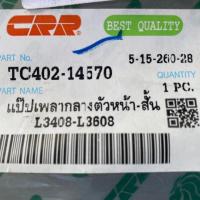 CRR BEST QUALITY
PART No. 5-15-260-28
TC402-14570 QUANTITY
PART NAME 1 PC.
แป๊ปเพลากลางตัวหน้า-สั้น
L3408-L3608